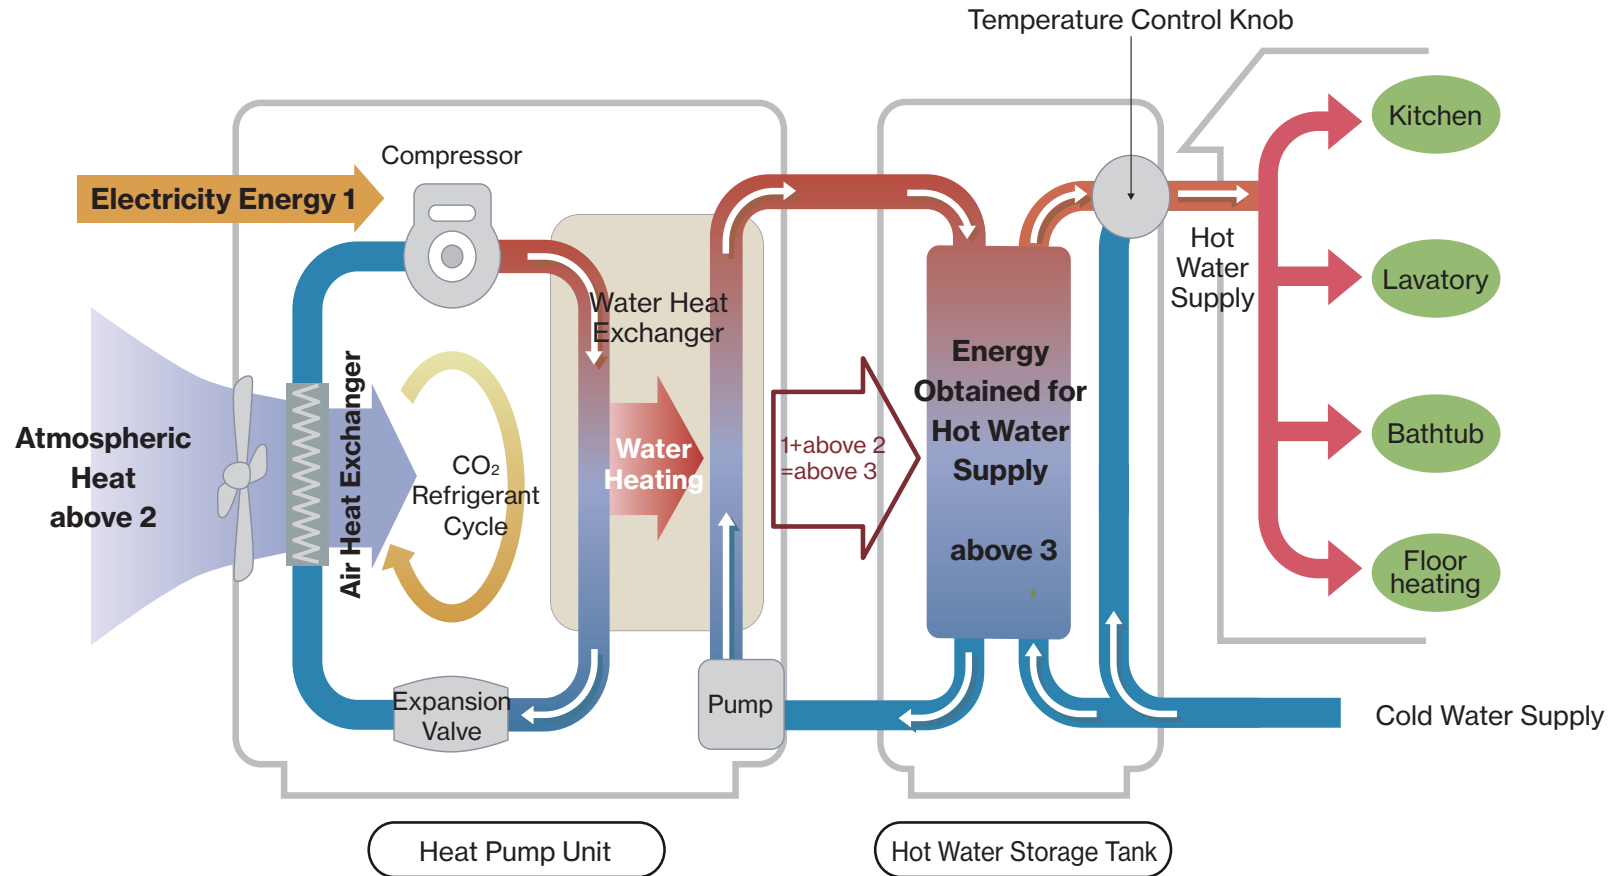 Temperature Control Knob
Compressor
Electricity Energy 1
Kitchen
Hot
Water
Supply
Lavatory
Water Heat
Exchanger
Air Heat Exchanger
Energy
Obtained for
Hot Water
Supply
above 3
Atmospheric
Heat
above 2
CO₂
Refrigerant
Cycle
Water
Heating
1+above 2
=above 3
Bathtub
Floor
heating
Expansion
Valve
Pump
Cold Water Supply
Heat Pump Unit
Hot Water Storage Tank